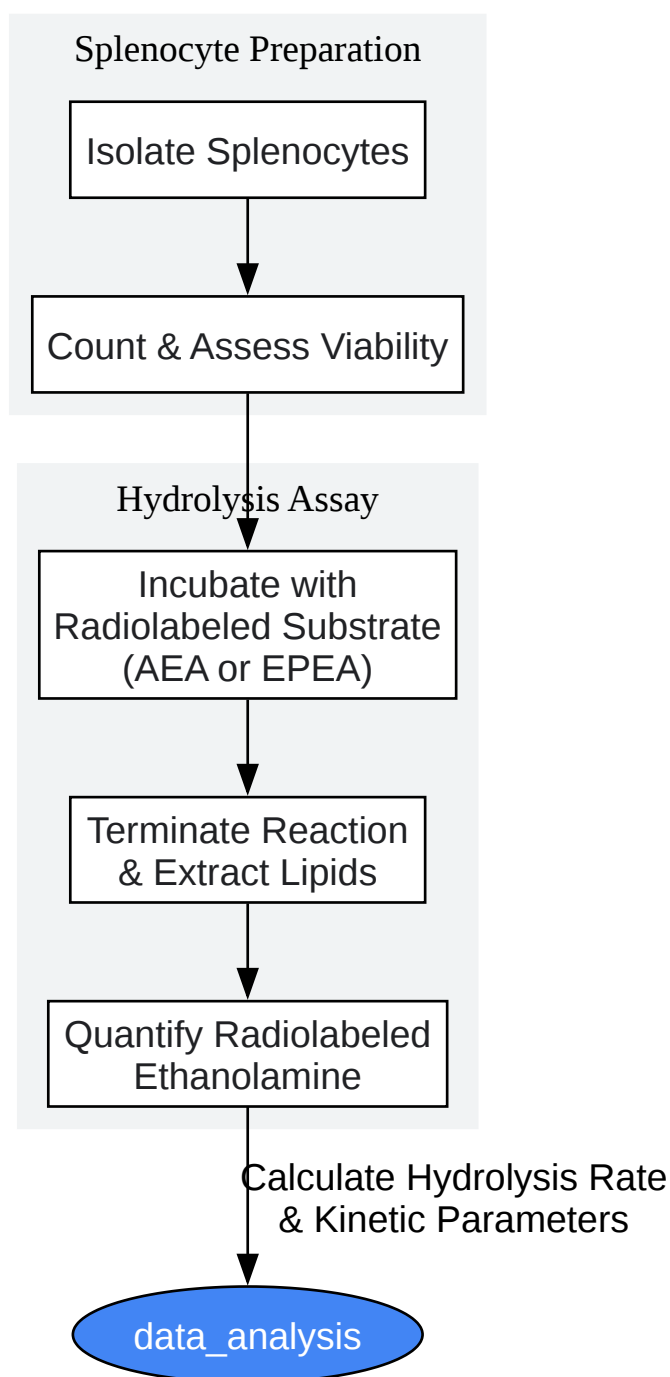 Splenocyte Preparation
Isolate Splenocytes
Count & Assess Viability
Hydrolysis Assay
Incubate with
Radiolabeled Substrate
(AEA or EPEA)
Terminate Reaction
& Extract Lipids
Quantify Radiolabeled
Ethanolamine
Calculate Hydrolysis Rate
& Kinetic Parameters
data_analysis